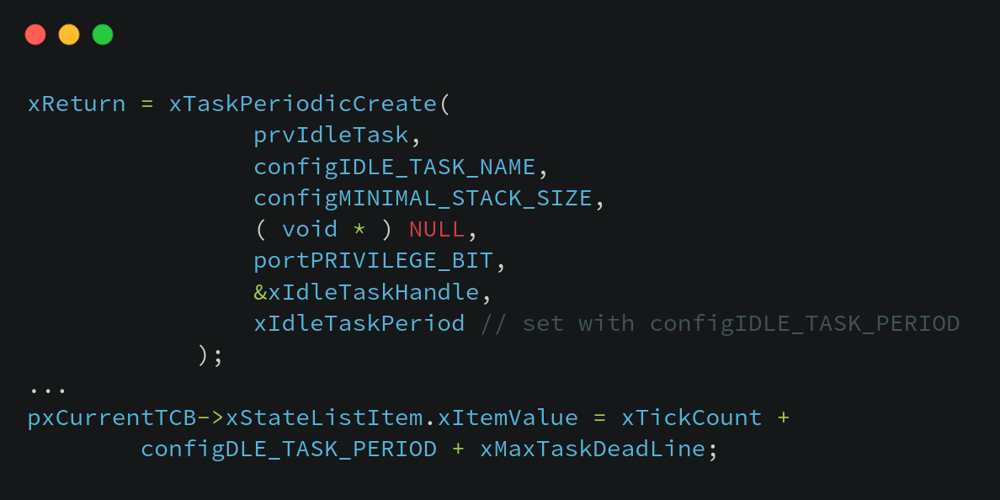 xReturn = xTaskPeriodicCreate(
prvIdleTask,
configIDLE_TASK_NAME,
configMINIMAL_STACK_SIZE,
( void * ) NULL,
portPRIVILEGE_BIT,
&xIdleTaskHandle,
xIdleTaskPeriod // set with configIDLE_TASK_PERIOD
);
...
pxCurrentTCB->xStateListItem.xItemValue = xTickCount +
configDLE_TASK_PERIOD + xMaxTaskDeadLine;